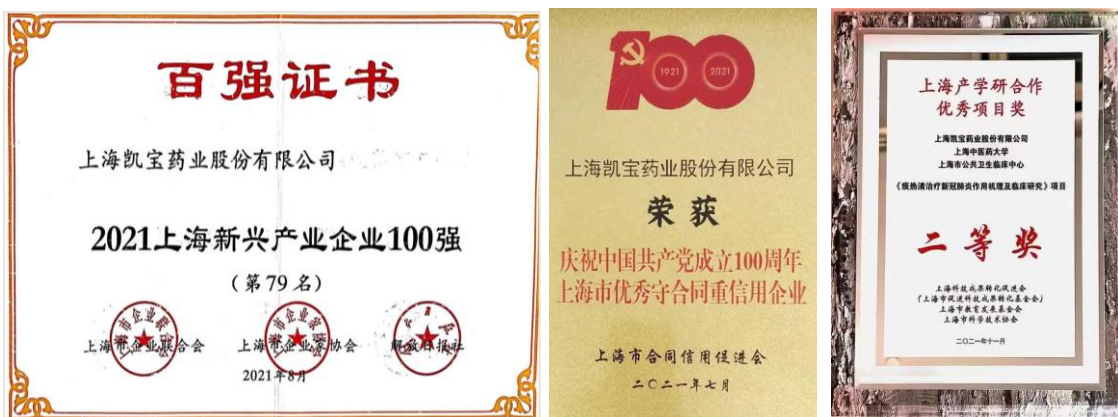 百强证书
上海凯宝药业股份有限公司
2021上海新兴产业企业100强
(第79名)
上海市企业联合会
上海市企业家协会
解放日报社
2021年8月
100
1921
2021
上海凯宝药业股份有限公司
荣获
庆祝中国共产党成立100周年
上海市优秀守合同重信用企业
上海市合同信用促进会
二〇二一年七月
上海产学研合作
优秀项目奖
上海凯宝药业股份有限公司
上海中医药大学
上海市公共卫生临床中心
《痰热清治疗新冠肺炎作用机理及临床研究》项目
二等奖
上海科技成果转化促进会
(上海市促进科技成果转化基金会)
上海市教育发展基金会
上海市科学技术协会
二〇二一年十一月